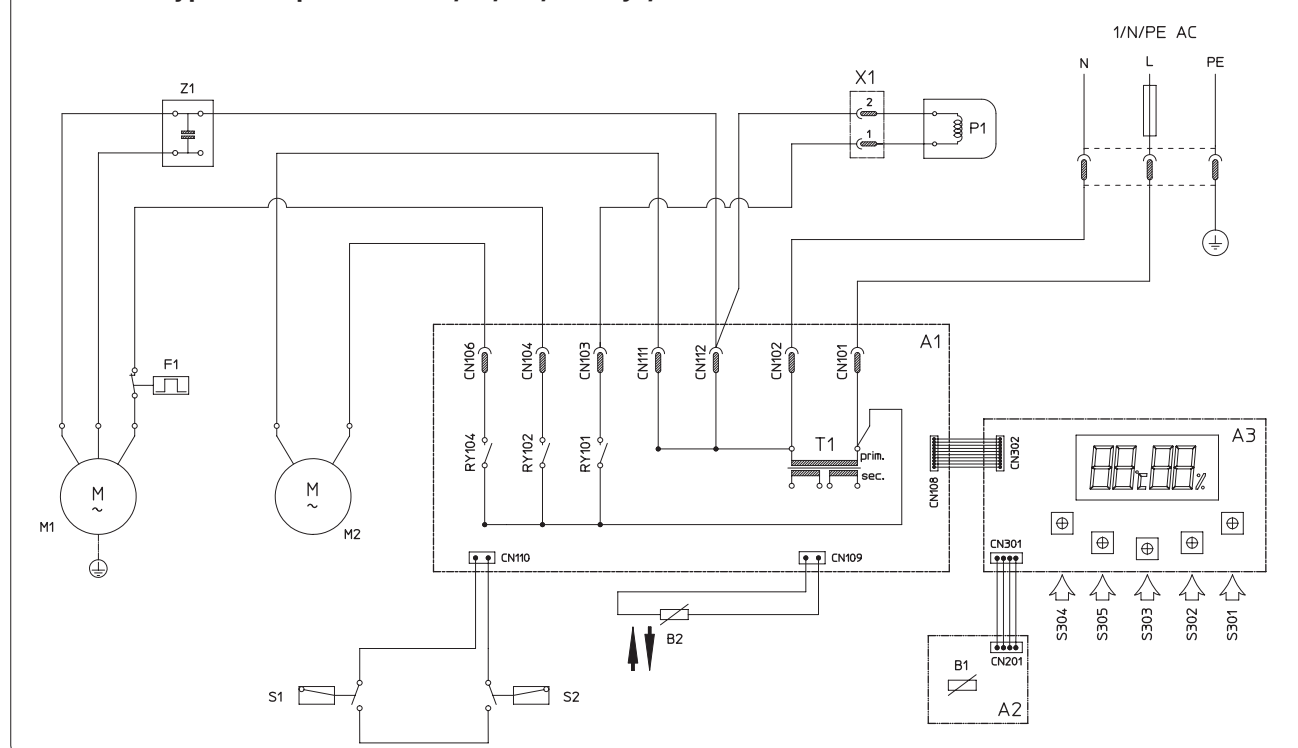 1/N/PE AC
N L PE
Z1
X1
2
1
P1
F1
M
~
M1
M
~
M2
A1
CN106 CN104 CN103 CN111 CN112 CN102 CN101
RY104 RY102 RY101
T1
prim.
sec.
CN108
CN302
A3
88°C88%
CN110
CN109
CN301
B2
S304 S305 S303 S302 S301
CN201
B1
A2
S1
S2